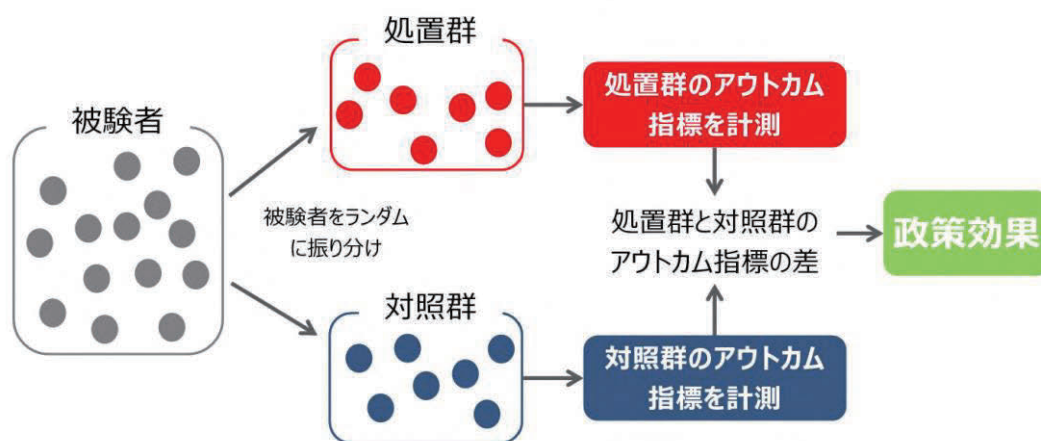 処置群
処置群のアウトカム
指標を計測
被験者
被験者をランダム
に振り分け
処置群と対照群の
アウトカム指標の差
政策効果
対照群
対照群のアウトカム
指標を計測